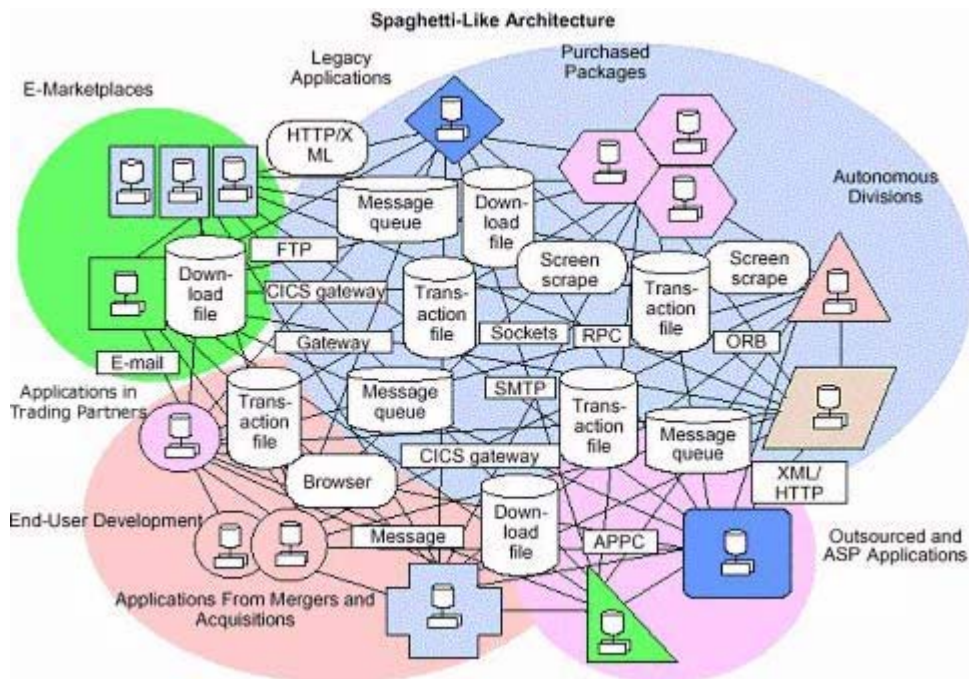 Spaghetti-Like Architecture
Legacy
Applications
Purchased
Packages
E-Marketplaces
HTTP/X
ML
Autonomous
Divisions
Message
queue
Down-
load
file
Screen
scrape
Screen
scrape
FTP
Down-
load
file
CICS gateway
Trans-
action
file
Trans-
action
file
Sockets
RPC
ORB
Gateway
E-mail
Applications in
Trading Partners
Trans-
action
file
Message
queue
SMTP
Trans-
action
file
Message
queue
CICS gateway
XML/
HTTP
Browser
Down-
load
file
End-User Development
Message
APPC
Outsourced and
ASP Applications
Applications From Mergers and
Acquisitions